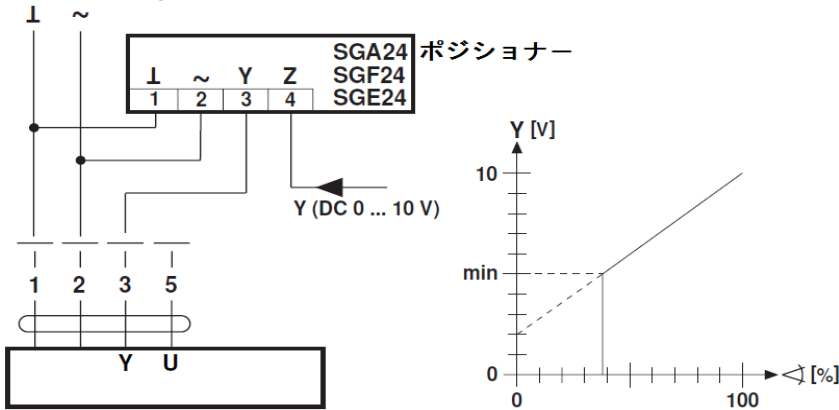 ⊥ ~
SGA24 ポジショナー
SGF24
SGE24
⊥ ~ Y Z
1 2 3 4
Y (DC 0 ... 10 V)
1 2 3 5
Y U
Y [V]
10
min
0
0 100
[%]